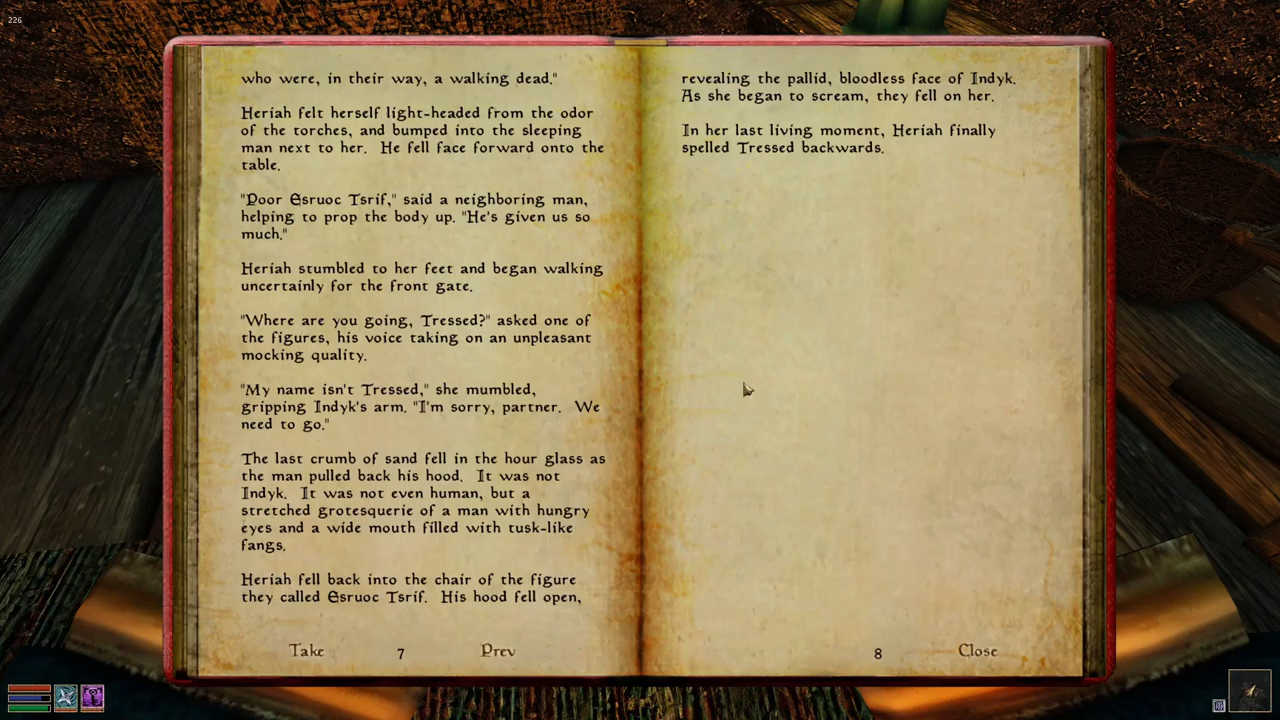 226
who were, in their way, a walking dead."
Heriah felt herself light-headed from the odor
of the torches, and bumped into the sleeping
man next to her.  He fell face forward onto the
table.
"Poor Esruoc Tsrif," said a neighboring man,
helping to prop the body up. "He's given us so
much."
Heriah stumbled to her feet and began walking
uncertainly for the front gate.
"Where are you going, Tressed?" asked one of
the figures, his voice taking on an unpleasant
mocking quality.
"My name isn't Tressed," she mumbled,
gripping Indyk's arm. "I'm sorry, partner.  We
need to go."
The last crumb of sand fell in the hour glass as
the man pulled back his hood.  It was not
Indyk.  It was not even human, but a
stretched grotesquerie of a man with hungry
eyes and a wide mouth filled with tusk-like
fangs.
Heriah fell back into the chair of the figure
they called Esruoc Tsrif.  His hood fell open,
Take
7
Prev
revealing the pallid, bloodless face of Indyk.
As she began to scream, they fell on her.
In her last living moment, Heriah finally
spelled Tressed backwards.
8
Close